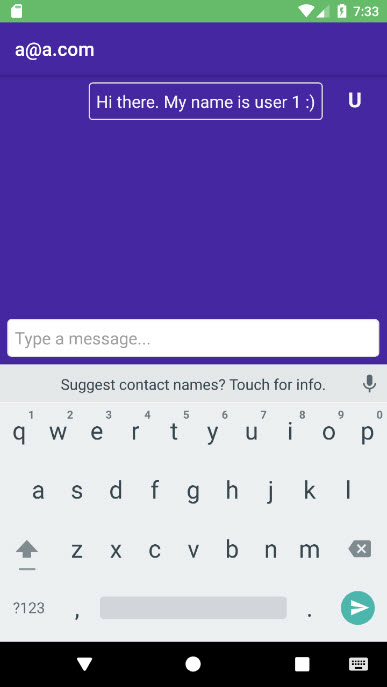 7:33
a@a.com
Hi there. My name is user 1 :)
U
Type a message...
Suggest contact names? Touch for info.
1 2 3 4 5 6 7 8 9 0
q w e r t y u i o p
a s d f g h j k l
z x c v b n m
?123 , .